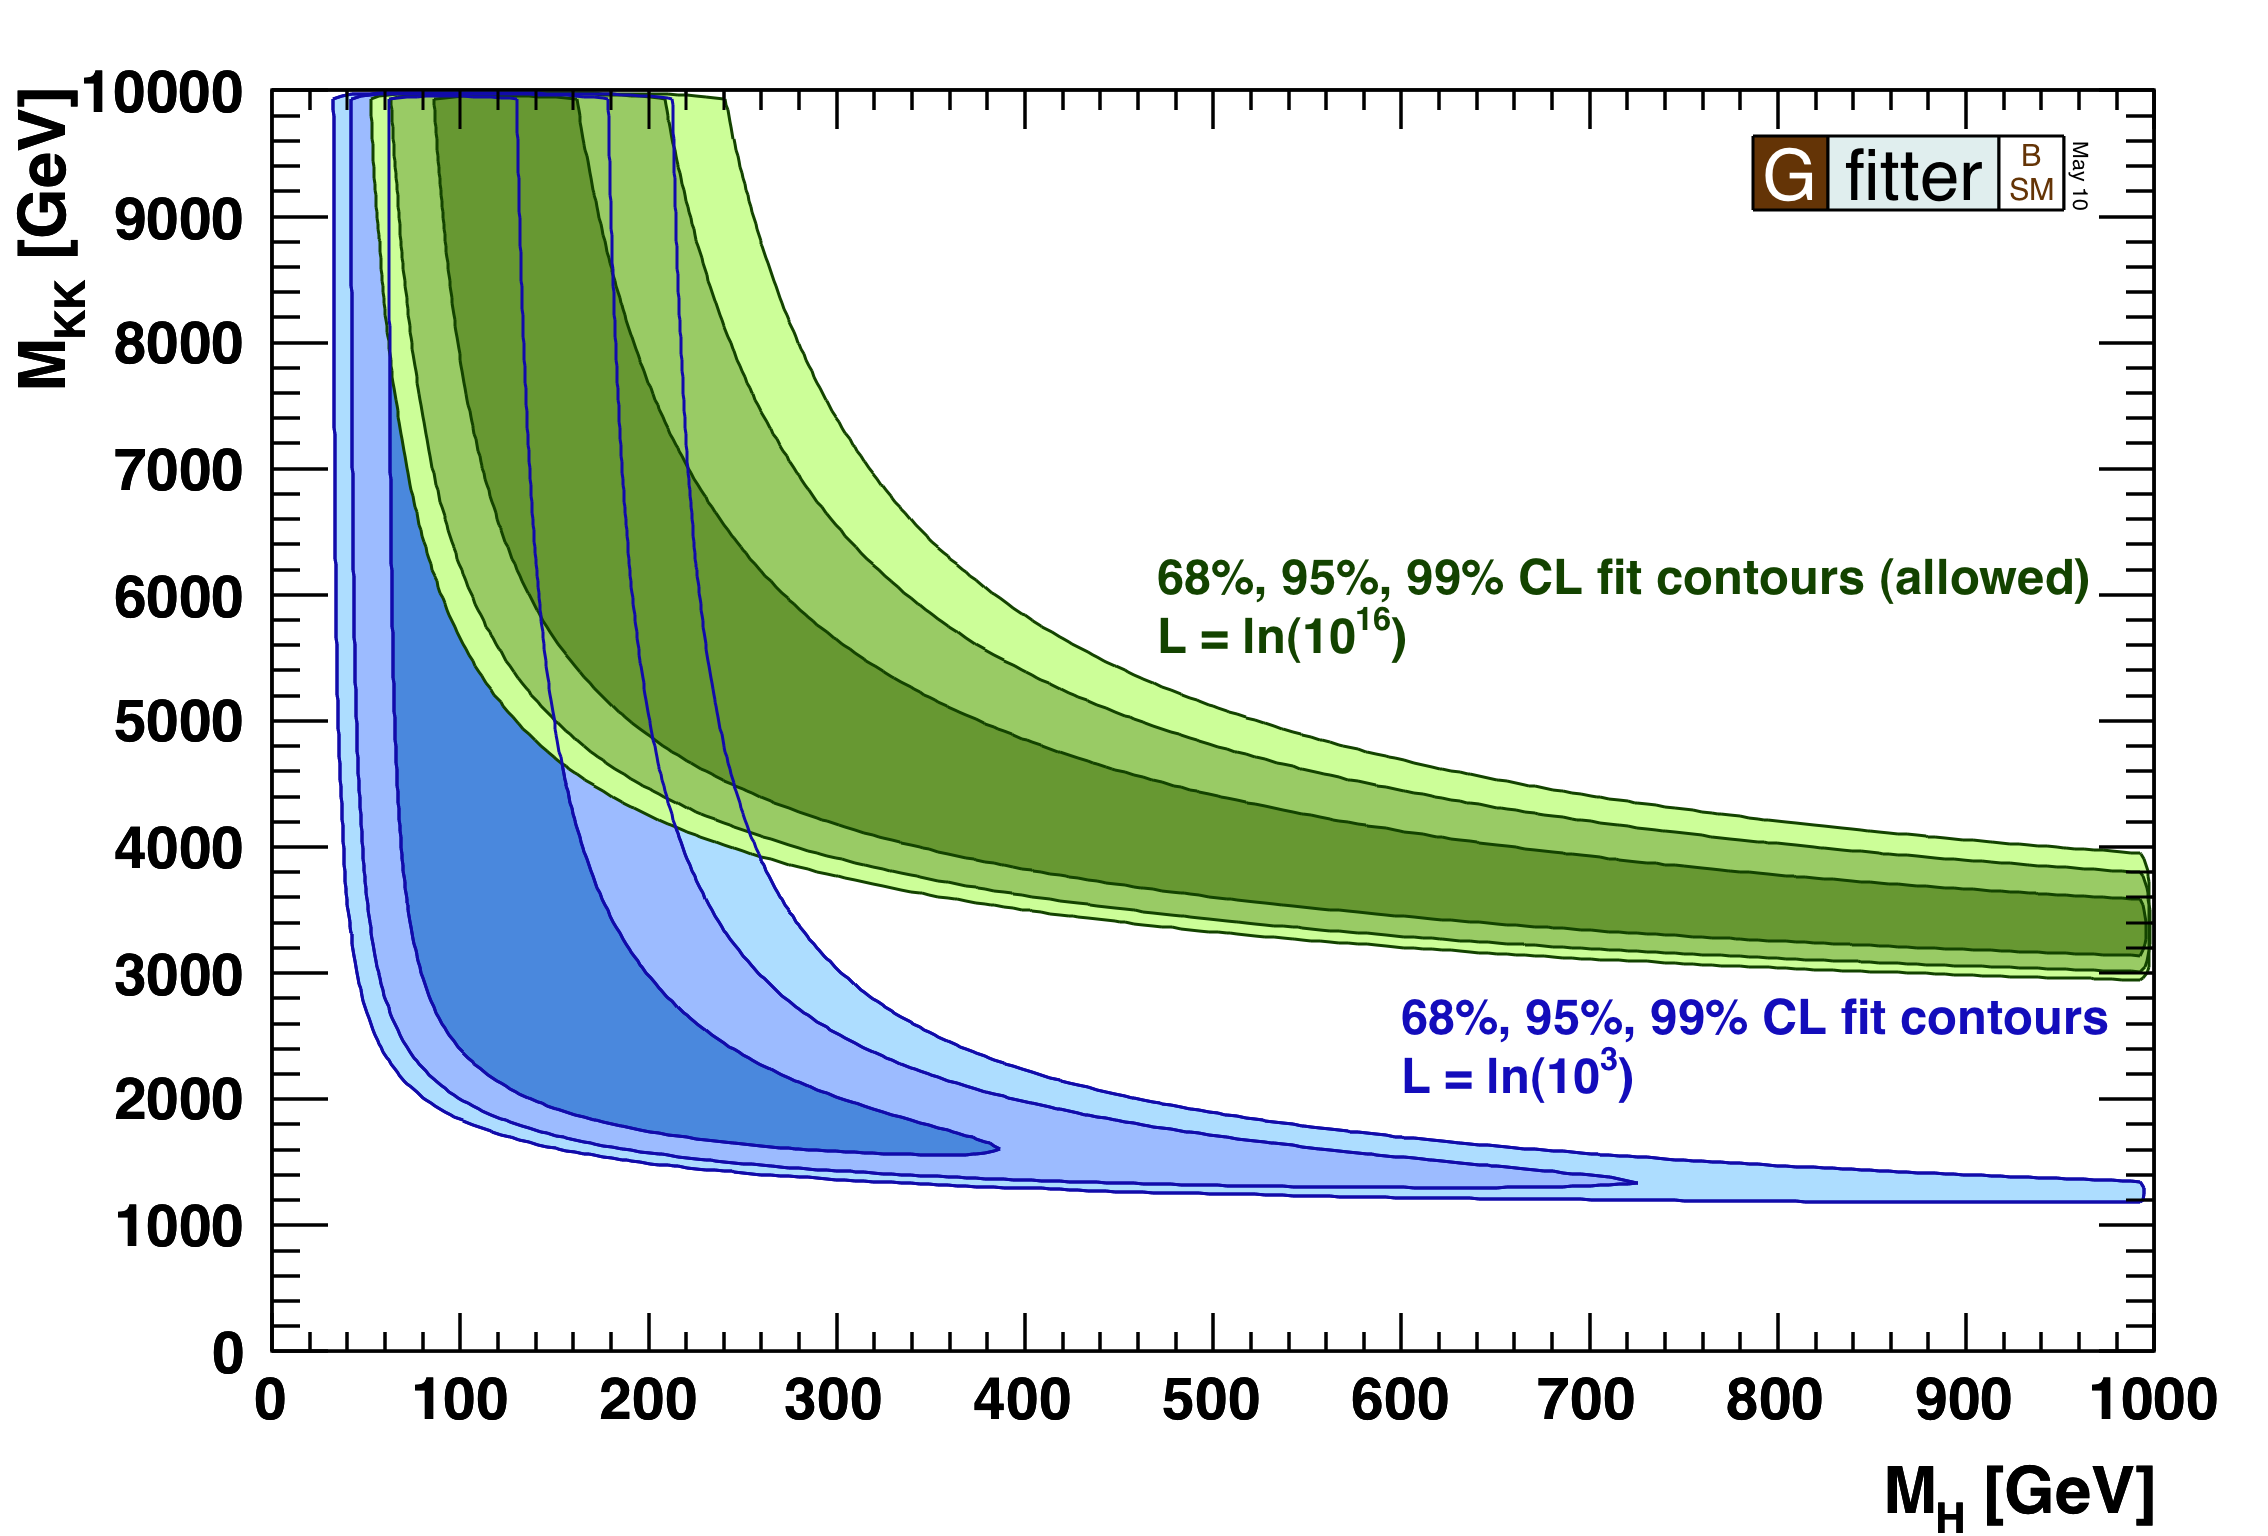 M_KK [GeV]
10000
9000
8000
7000
6000
5000
4000
3000
2000
1000
0
G fitter B SM May 10
68%, 95%, 99% CL fit contours (allowed)
L = ln(10^16)
68%, 95%, 99% CL fit contours
L = ln(10^3)
0 100 200 300 400 500 600 700 800 900 1000
M_H [GeV]